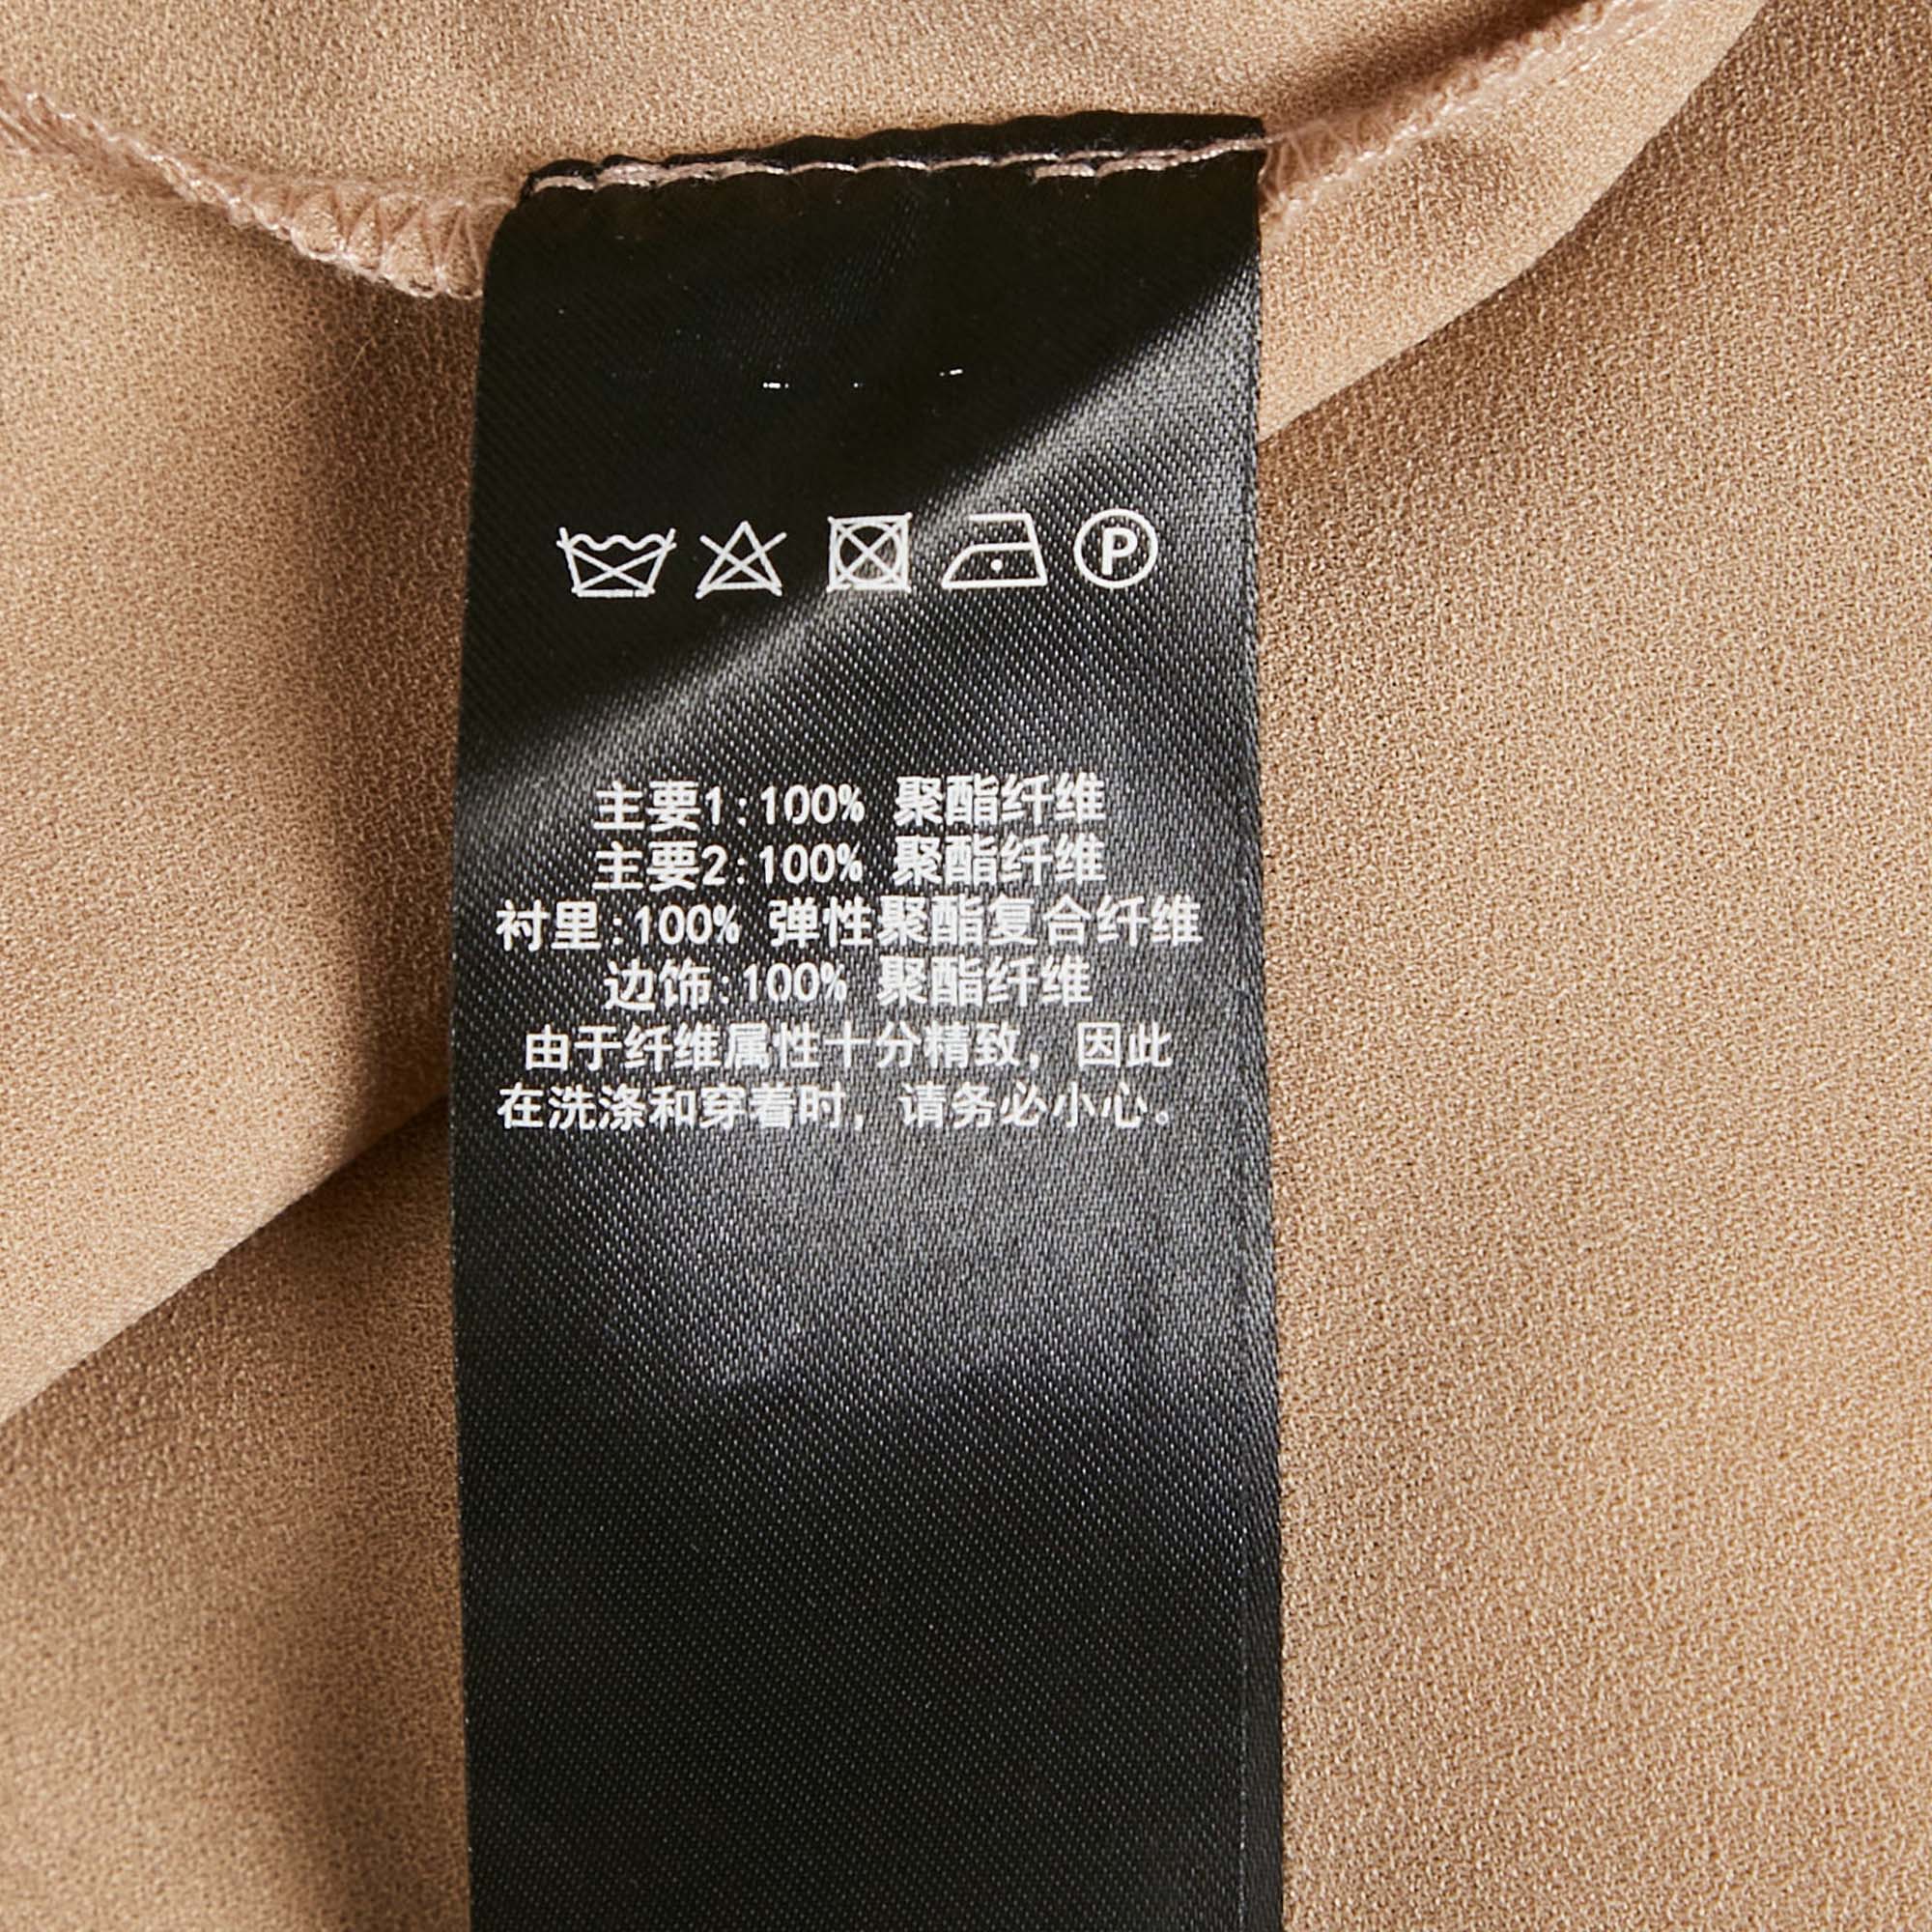 P
主要1:100% 聚酯纤维
主要2:100% 聚酯纤维
衬里:100% 弹性聚酯复合纤维
边饰:100% 聚酯纤维
由于纤维属性十分精致，因此
在洗涤和穿着时，请务必小心。